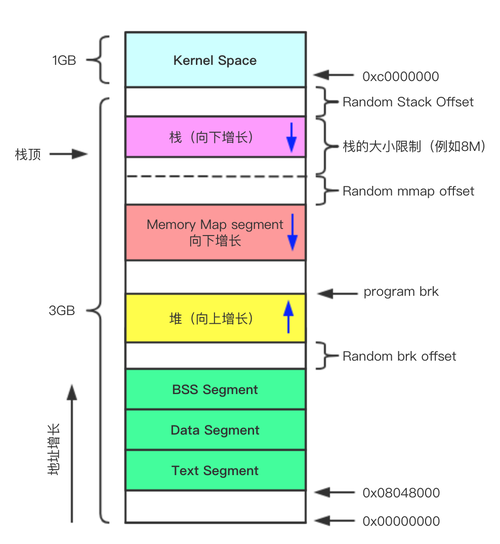 1GB
Kernel Space
0xc0000000
Random Stack Offset
栈（向下增长）
栈的大小限制（例如8M）
栈顶
Random mmap offset
Memory Map segment
向下增长
program brk
3GB
堆（向上增长）
Random brk offset
BSS Segment
Data Segment
地址增长
Text Segment
0x08048000
0x00000000